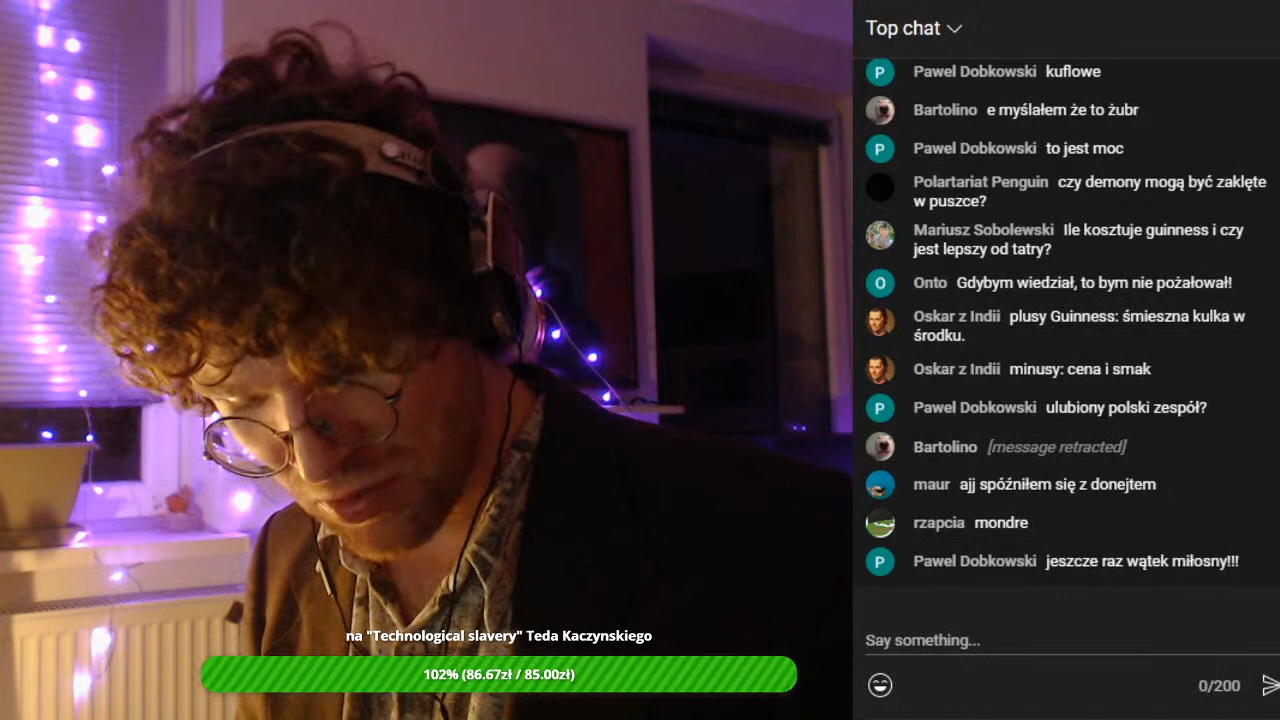 Top chat
P Pawel Dobkowski kuflowe
Bartolino e myślałem że to żubr
P Pawel Dobkowski to jest moc
Polartariat Penguin czy demony mogą być zaklęte
w puszce?
Mariusz Sobolewski Ile kosztuje guinness i czy
jest lepszy od tatry?
O Onto Gdybym wiedział, to bym nie pożałował!
Oskar z Indii plusy Guinness: śmieszna kulka w
środku.
Oskar z Indii minusy: cena i smak
P Pawel Dobkowski ulubiony polski zespół?
Bartolino [message retracted]
maur ajj spóźniłem się z donejtem
rzapcia mondre
P Pawel Dobkowski jeszcze raz wątek miłosny!!!
Say something...
0/200
na "Technological slavery" Teda Kaczynskiego
102% (86.67zł / 85.00zł)